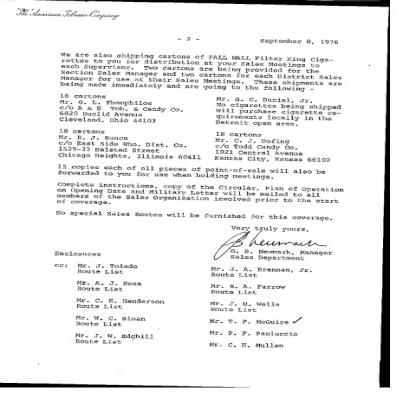 The American Tobacco Company
- 2 -
September 8, 1976
We are also shipping cartons of PALL MALL Filter King Ciga-
rettes to you for distribution at your Sales Meetings to
each Supervisor. Two cartons are being provided for the
Section Sales Manager and two cartons for each District Sales
Manager for use at their Sales Meetings. These shipments are
being made immediately and are going to the following -
16 cartons
Mr. G. L. Theophilos
c/o A & E Tob. & Candy Co.
6820 Euclid Avenue
Cleveland, Ohio 44103
Mr. G. C. Daniel, Jr.
No cigarettes being shipped
will purchase cigarette re-
quirements locally in the
Detroit open area.
18 cartons
Mr. R. J. Bunce
c/o East Side Who. Dist. Co.
1529-33 Halsted Street
Chicago Heights, Illinois 60411
18 cartons
Mr. C. J. Dofing
c/o Todd Candy Co.
1021 Central Avenue
Kansas City, Kansas 66102
15 copies each of all pieces of point-of-sale will also be
forwarded to you for use when holding meetings.
Complete instructions, copy of the Circular, Plan of Operation
on Opening Date and Military Letter will be mailed to all
members of the Sales Organization involved prior to the start
of coverage.
No special Sales Routes will be furnished for this coverage.
Very truly yours,
G. B. Newmark, Manager
Sales Department
Enclosures
cc: Mr. J. Toledo
Route List
Mr. A. J. Sosa
Route List
Mr. C. E. Henderson
Route List
Mr. W. C. Sloan
Route List
Mr. J. W. Edghill
Route List
Mr. J. A. Brennan, Jr.
Route List
Mr. R. A. Farrow
Route List
Mr. J. H. Wells
Route List
Mr. T. P. McGuire
Mr. P. F. Paoluccio
Mr. C. H. Mullen